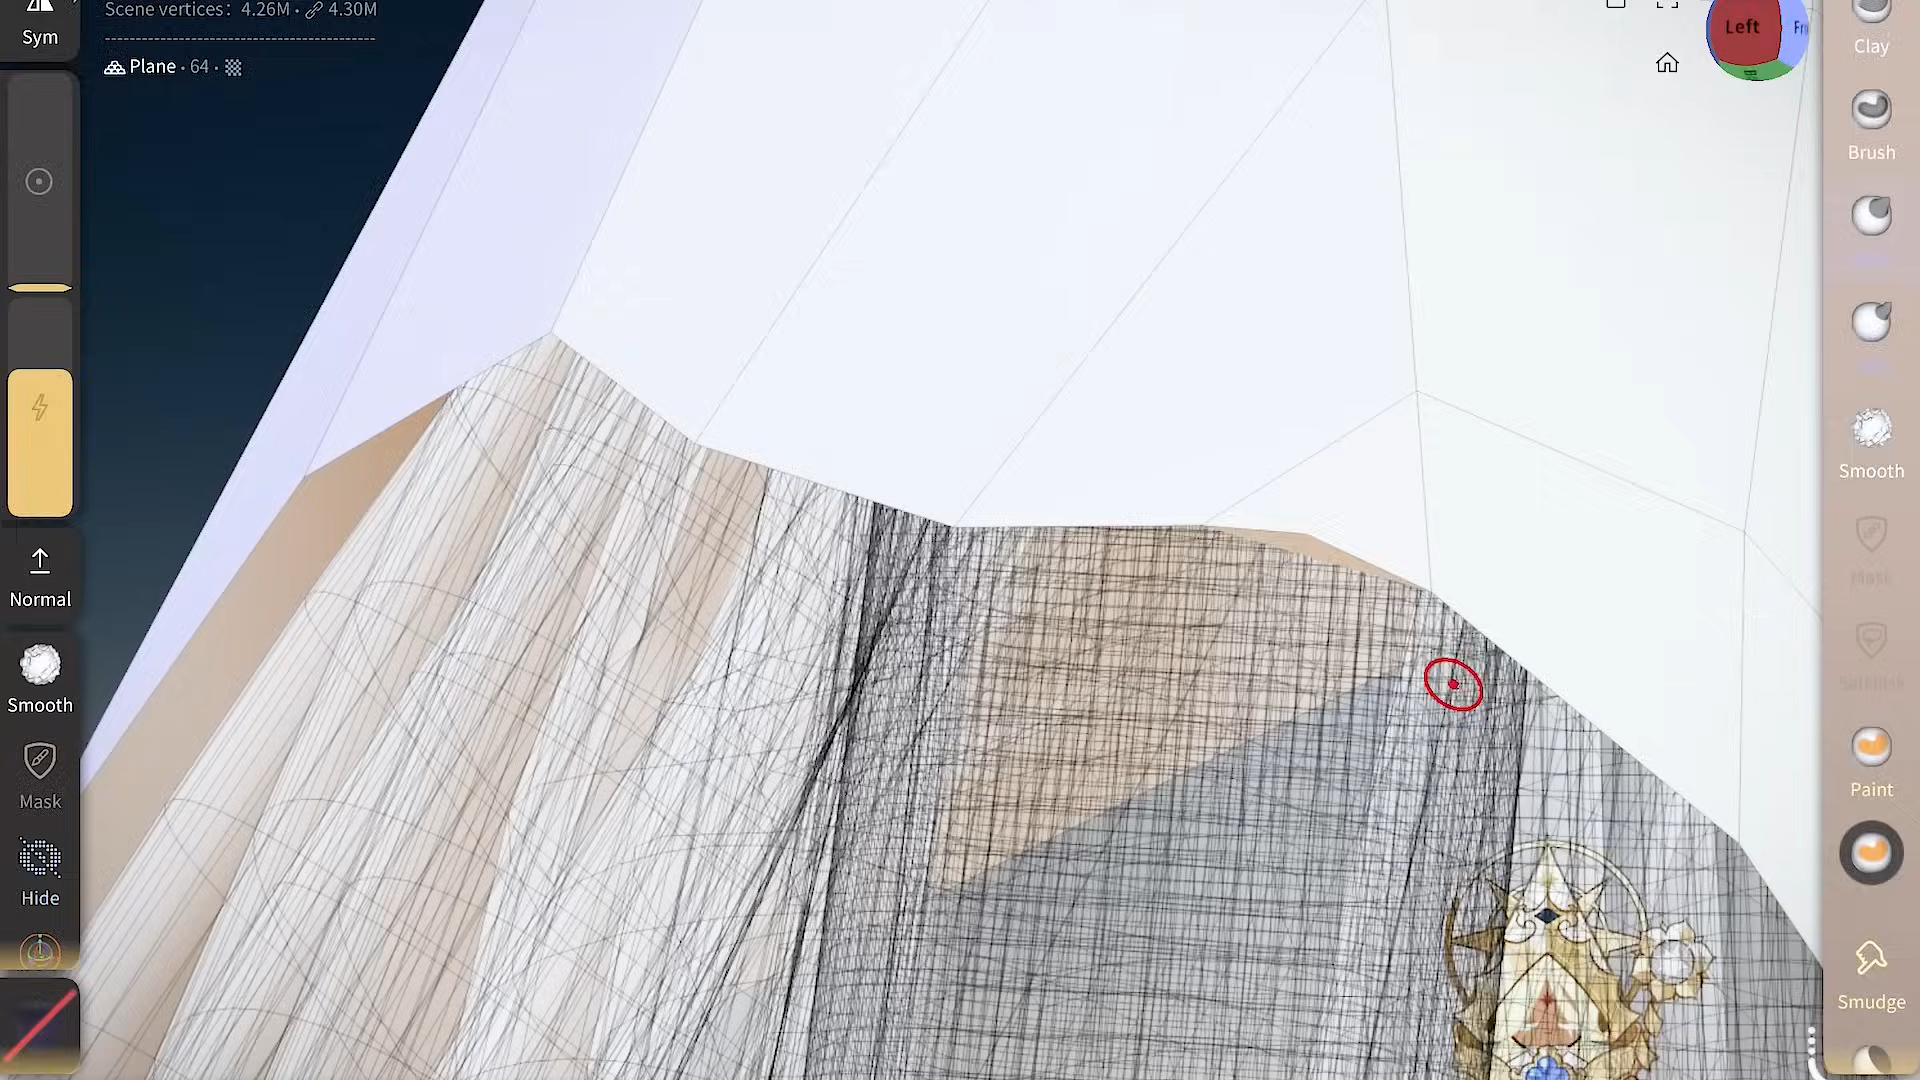 Sym
Scene vertices: 4.26M · 4.30M
Plane · 64 ·
Left
Clay
Brush
Smooth
Normal
Smooth
Mask
Mask
Hide
Paint
Smudge